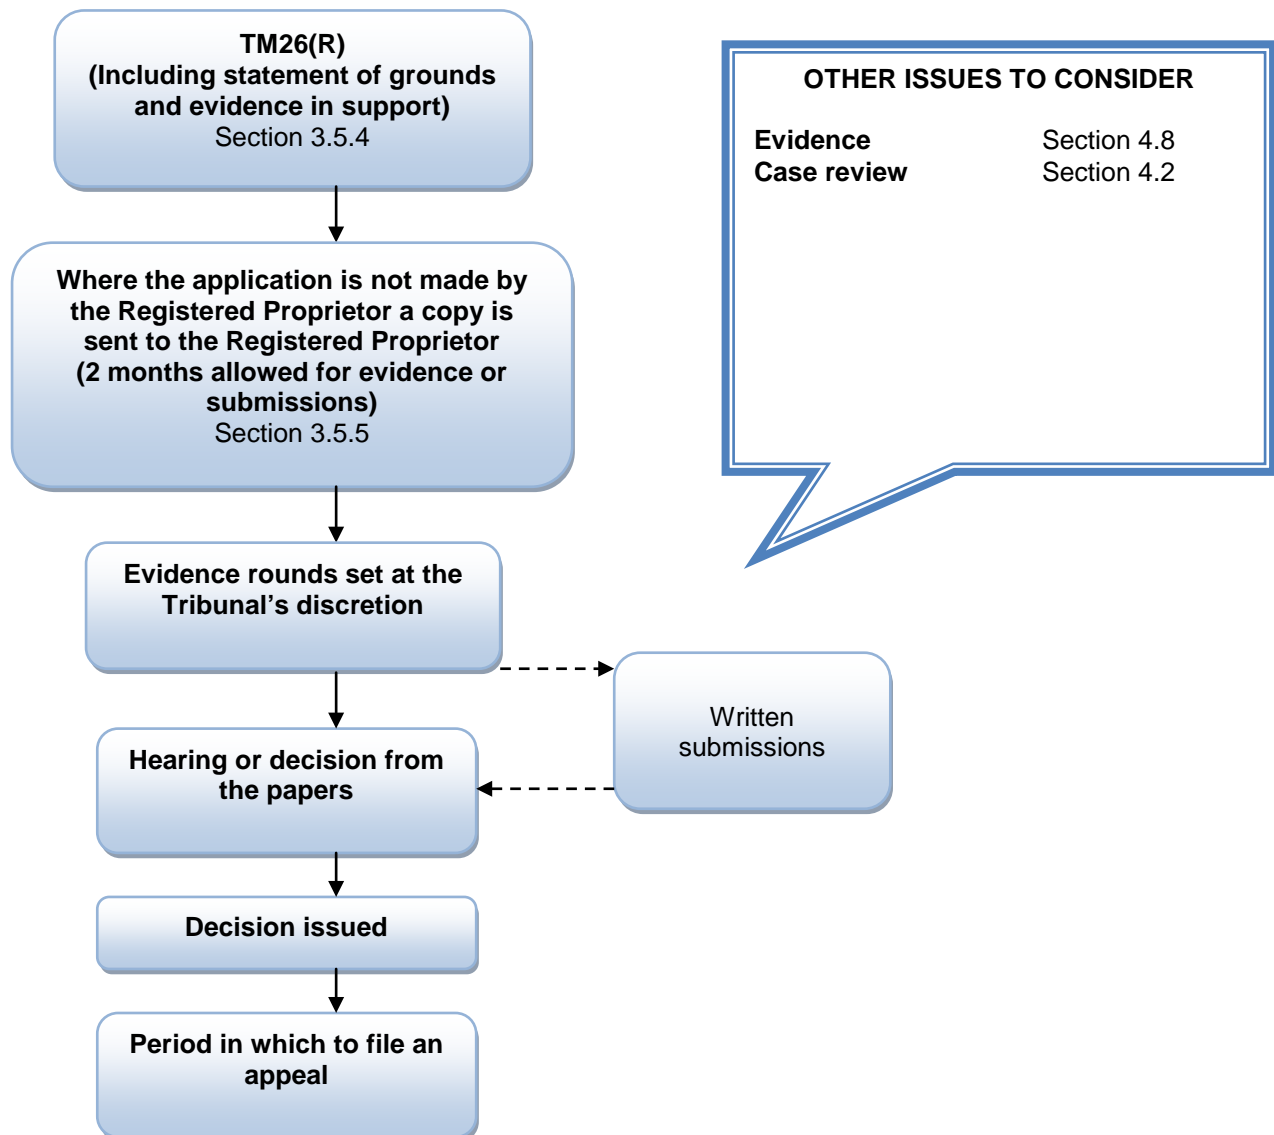 TM26(R)
(Including statement of grounds
and evidence in support)
Section 3.5.4
Where the application is not made by
the Registered Proprietor a copy is
sent to the Registered Proprietor
(2 months allowed for evidence or
submissions)
Section 3.5.5
Evidence rounds set at the
Tribunal’s discretion
Written
submissions
Hearing or decision from
the papers
Decision issued
Period in which to file an
appeal
OTHER ISSUES TO CONSIDER
Evidence Section 4.8
Case review Section 4.2